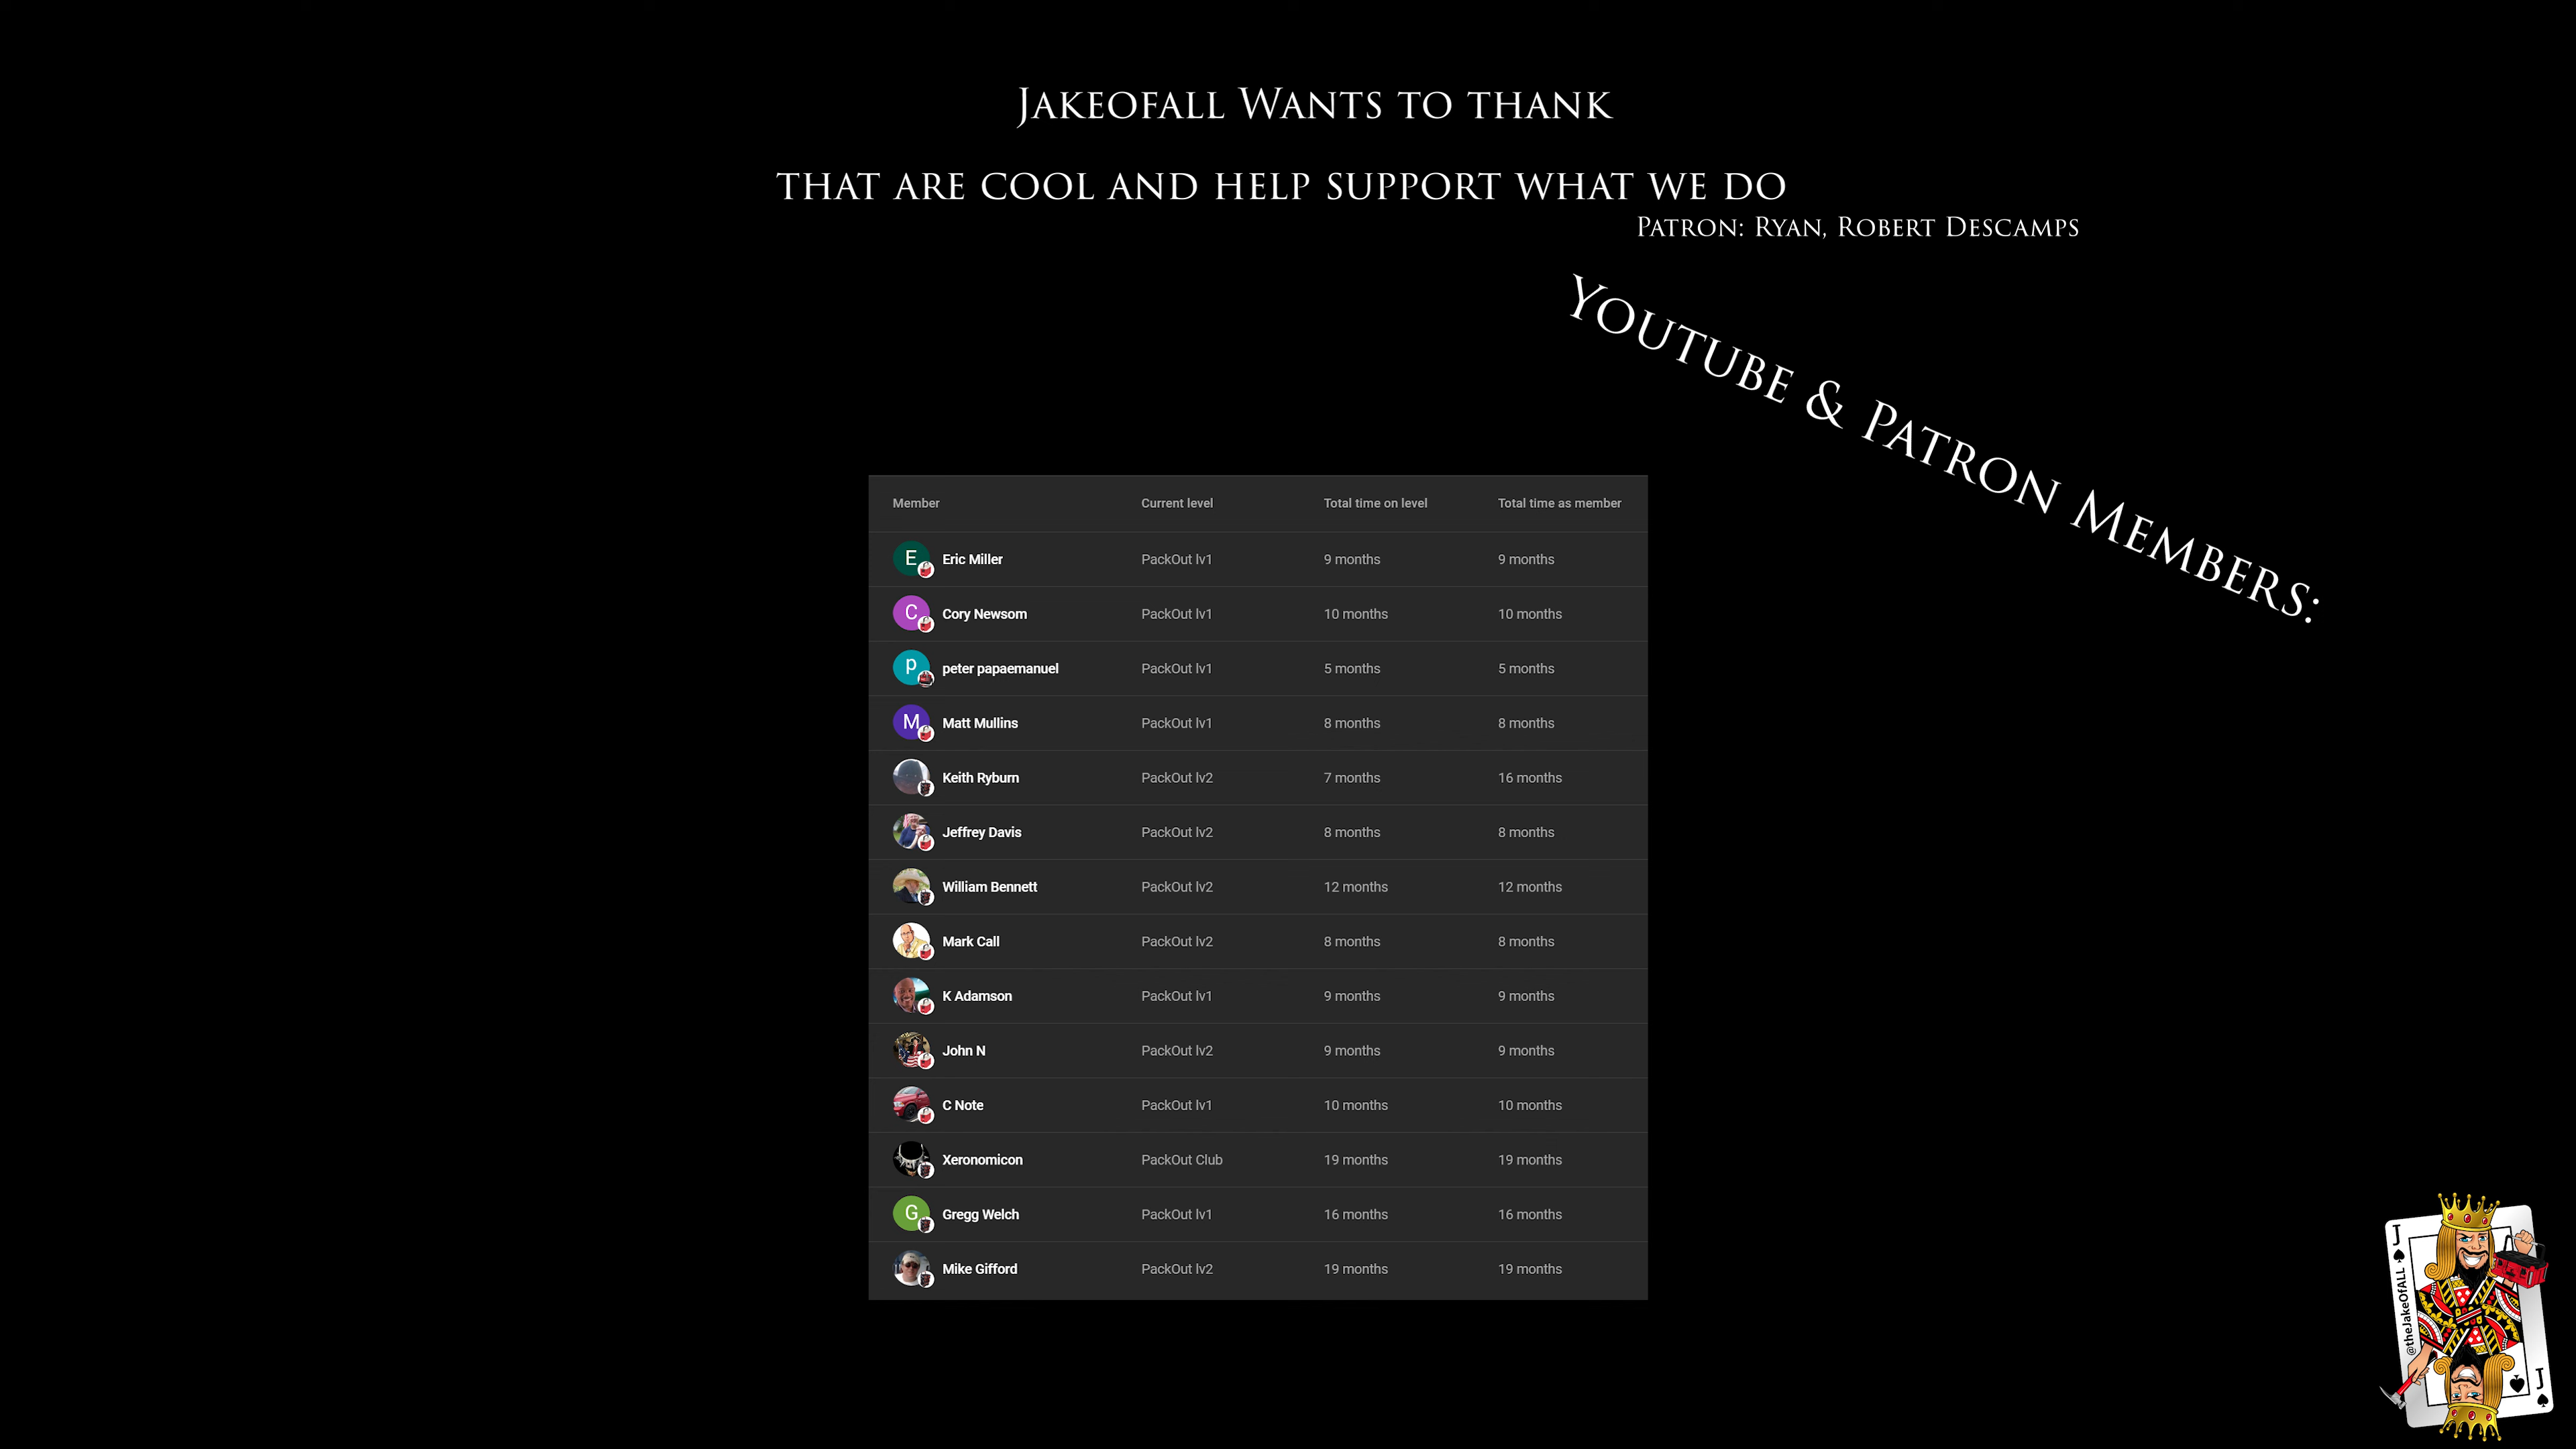 Jakeofall Wants to thank
that are cool and help support what we do
Patron: Ryan, Robert Descamps
Youtube & Patron Members:
Member Current level Total time on level Total time as member
E Eric Miller PackOut lv1 9 months 9 months
C Cory Newsom PackOut lv1 10 months 10 months
p peter papaemanuel PackOut lv1 5 months 5 months
M Matt Mullins PackOut lv1 8 months 8 months
Keith Ryburn PackOut lv2 7 months 16 months
Jeffrey Davis PackOut lv2 8 months 8 months
William Bennett PackOut lv2 12 months 12 months
Mark Call PackOut lv2 8 months 8 months
K Adamson PackOut lv1 9 months 9 months
John N PackOut lv2 9 months 9 months
C Note PackOut lv1 10 months 10 months
Xeronomicon PackOut Club 19 months 19 months
G Gregg Welch PackOut lv1 16 months 16 months
Mike Gifford PackOut lv2 19 months 19 months
J
@theJakeOfALL
J